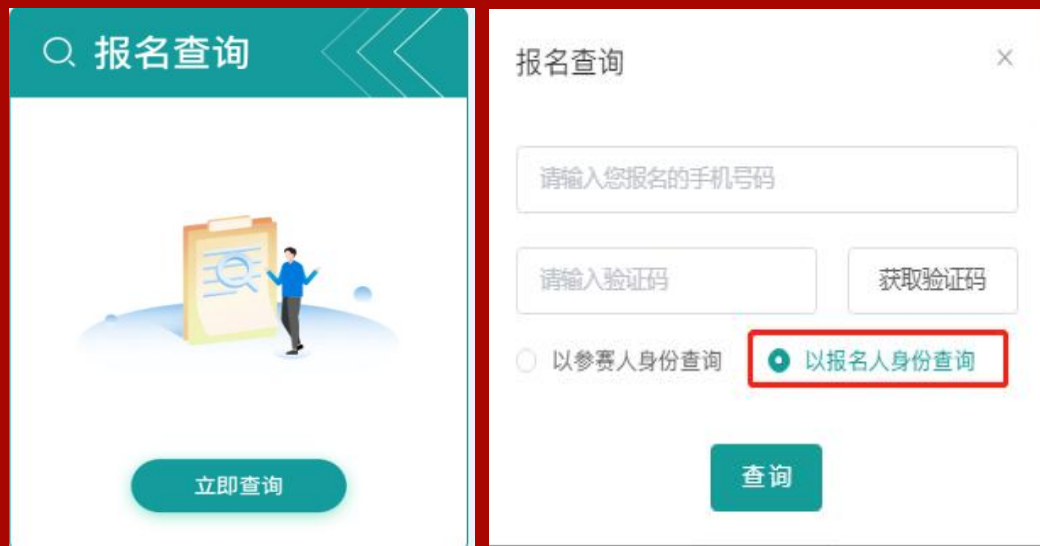 报名查询
立即查询
报名查询
请输入您报名的手机号码
请输入验证码
获取验证码
以参赛人身份查询
以报名人身份查询
查询